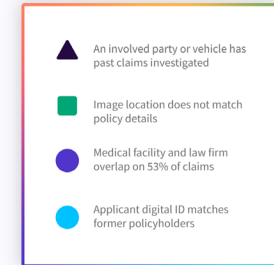 An involved party or vehicle has
past claims investigated
Image location does not match
policy details
Medical facility and law firm
overlap on 53% of claims
Applicant digital ID matches
former policyholders